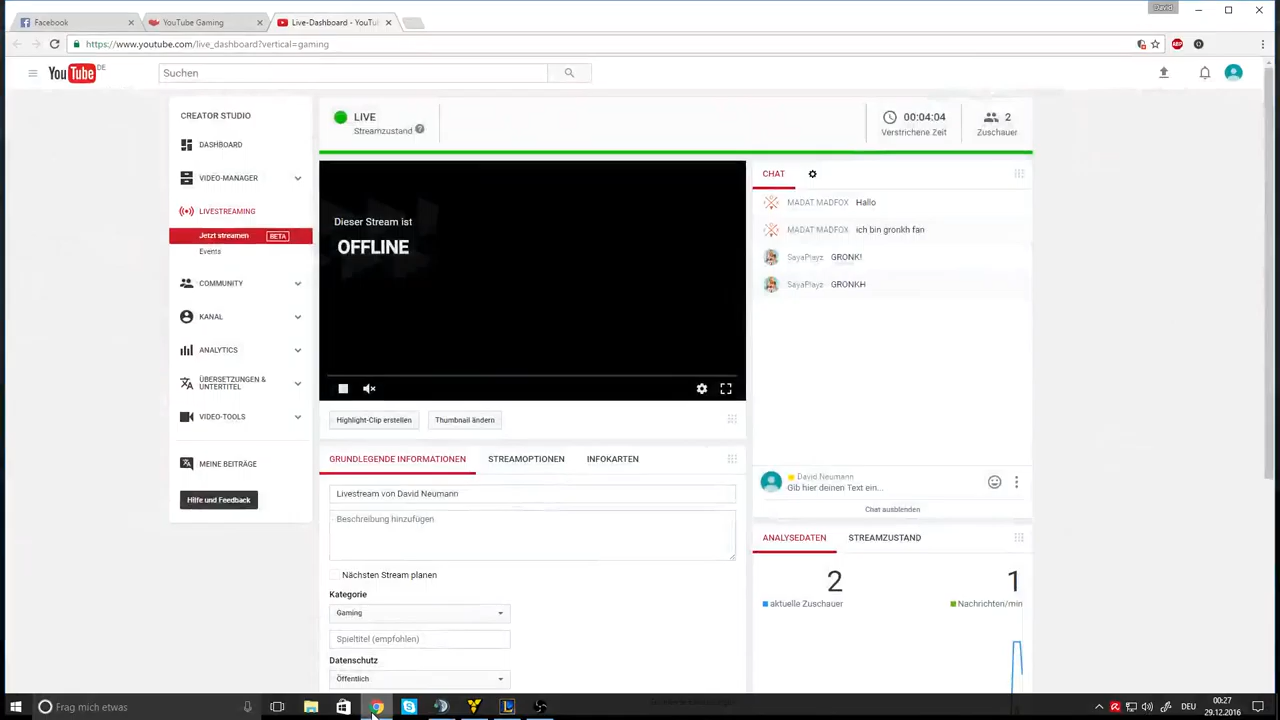 David
Facebook
YouTube Gaming
Live-Dashboard - YouTu
https://www.youtube.com/live_dashboard?vertical=gaming
ABP
YouTube DE
Suchen
CREATOR STUDIO
DASHBOARD
VIDEO-MANAGER
LIVESTREAMING
Jetzt streamen BETA
Events
COMMUNITY
KANAL
ANALYTICS
ÜBERSETZUNGEN &
UNTERTITEL
VIDEO-TOOLS
MEINE BEITRÄGE
Hilfe und Feedback
LIVE
Streamzustand ?
00:04:04
Verstrichene Zeit
2
Zuschauer
Dieser Stream ist
OFFLINE
Highlight-Clip erstellen
Thumbnail ändern
GRUNDLEGENDE INFORMATIONEN
STREAMOPTIONEN
INFOKARTEN
Livestream von David Neumann
Beschreibung hinzufügen
Nächsten Stream planen
Kategorie
Gaming
Spieltitel (empfohlen)
Datenschutz
Öffentlich
CHAT
MADAT MADFOX Hallo
MADAT MADFOX ich bin gronkh fan
SayaPlayz GRONK!
SayaPlayz GRONKH
David Neumann
Gib hier deinen Text ein...
Chat ausblenden
ANALYSEDATEN
STREAMZUSTAND
2
aktuelle Zuschauer
1
Nachrichten/min
Frag mich etwas
DEU
00:27
29.12.2016